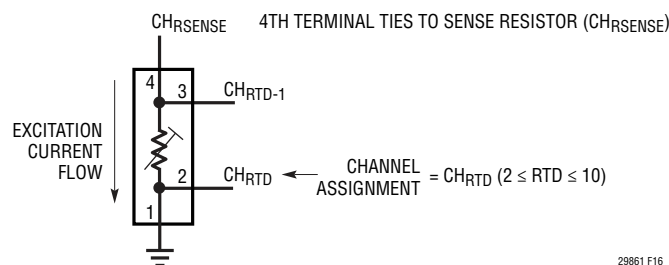 CHRSENSE 4TH TERMINAL TIES TO SENSE RESISTOR (CHRSENSE)
4
3 CHRTD-1
EXCITATION
CURRENT
FLOW
2 CHRTD
CHANNEL
ASSIGNMENT = CHRTD (2 ≤ RTD ≤ 10)
1
29861 F16